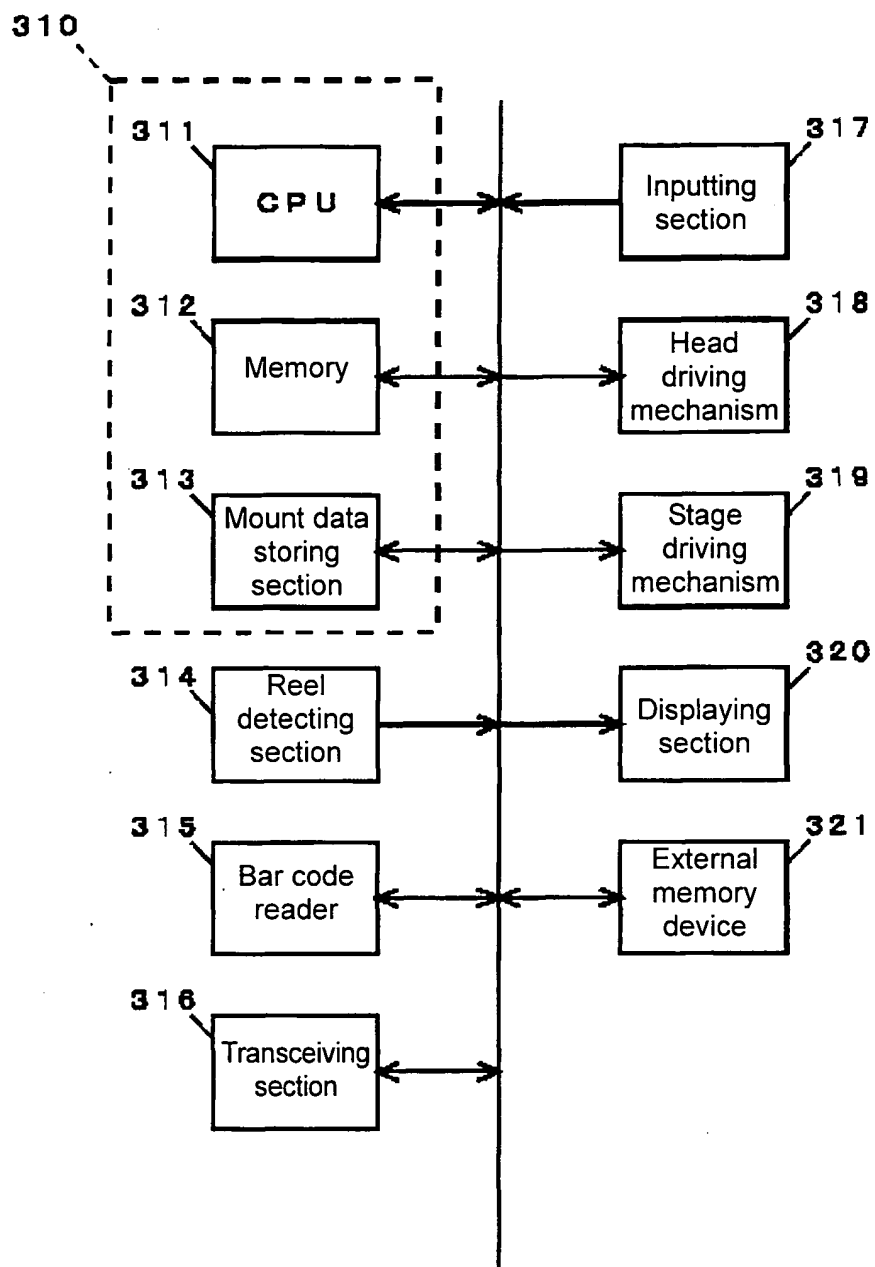 310
311
CPU
317
Inputting
section
312
Memory
318
Head
driving
mechanism
313
Mount data
storing
section
319
Stage
driving
mechanism
314
Reel
detecting
section
320
Displaying
section
315
Bar code
reader
321
External
memory
device
316
Transceiving
section